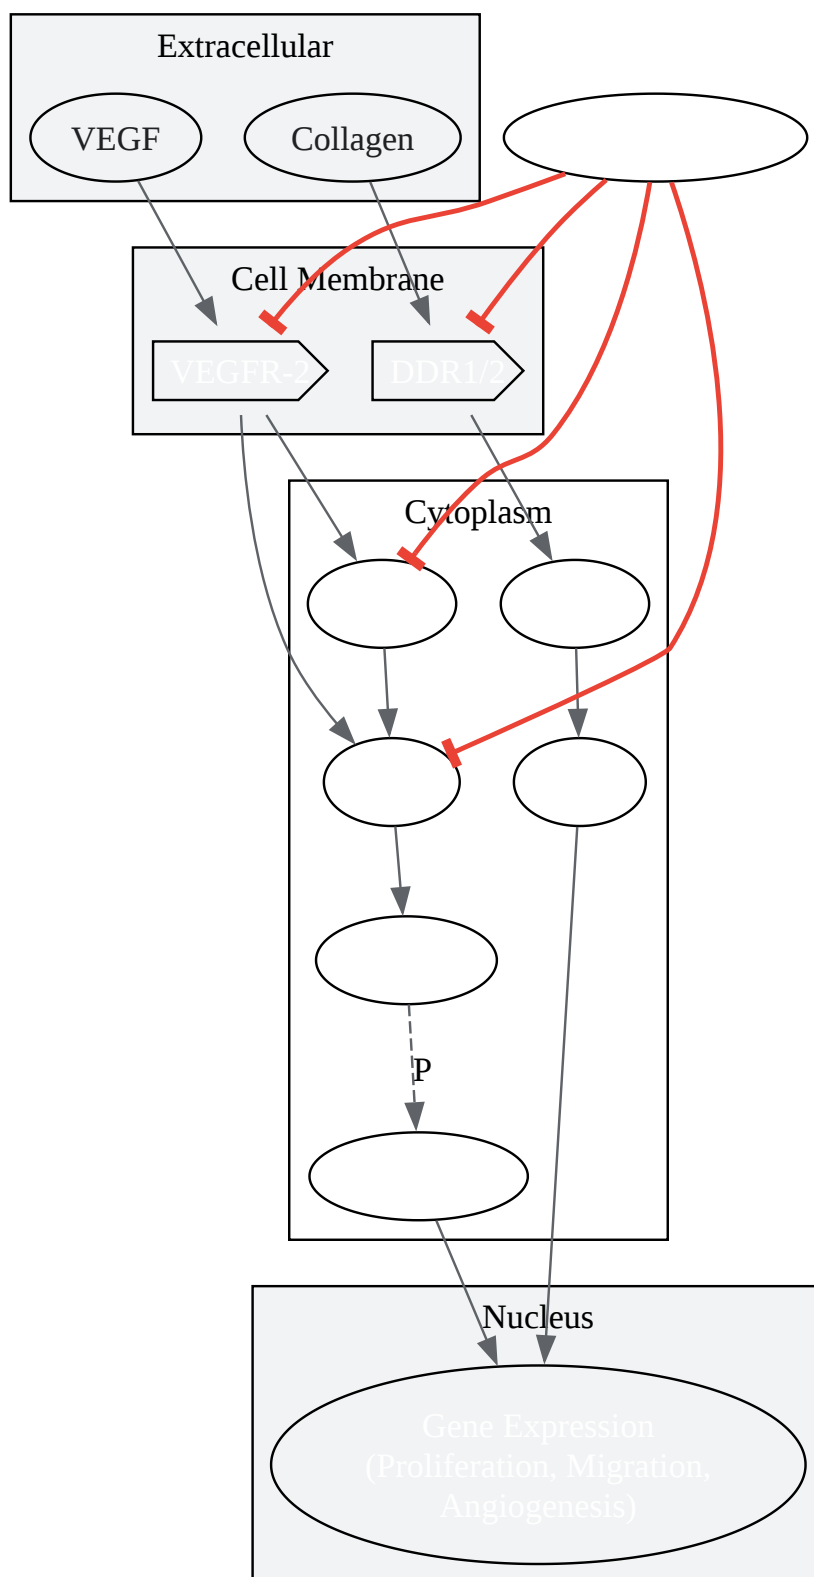 Extracellular
VEGF
Collagen
Cell Membrane
VEGFR-2
DDR1/2
Cytoplasm
P
Nucleus
Gene Expression
(Proliferation, Migration,
Angiogenesis)